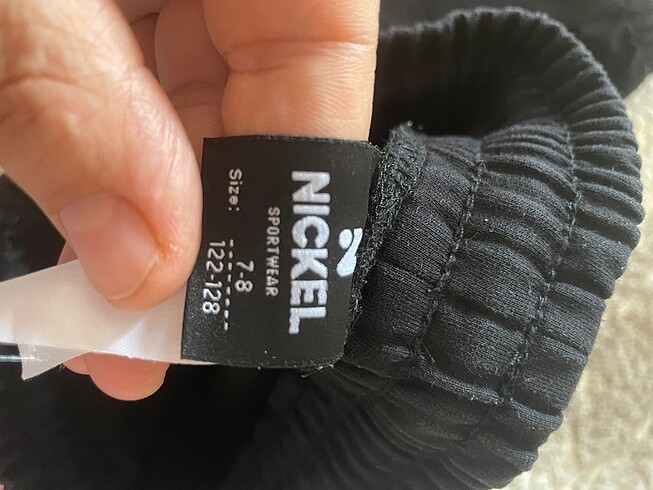 NICKEL
SPORTWEAR
Size:
7-8
122-128